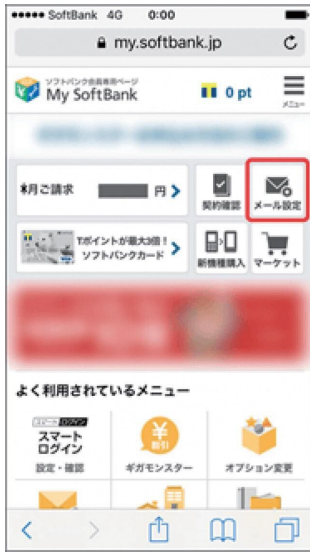 SoftBank 4G 0:00
my.softbank.jp
ソフトバンク会員専用ページ
My SoftBank
0 pt
メニュー
月ご請求
円
契約確認
メール設定
Tポイントが最大3倍!
ソフトバンクカード
新機種購入
マーケット
よく利用されているメニュー
スマート
ログイン
設定・確認
割引
ギガモンスター
オプション変更